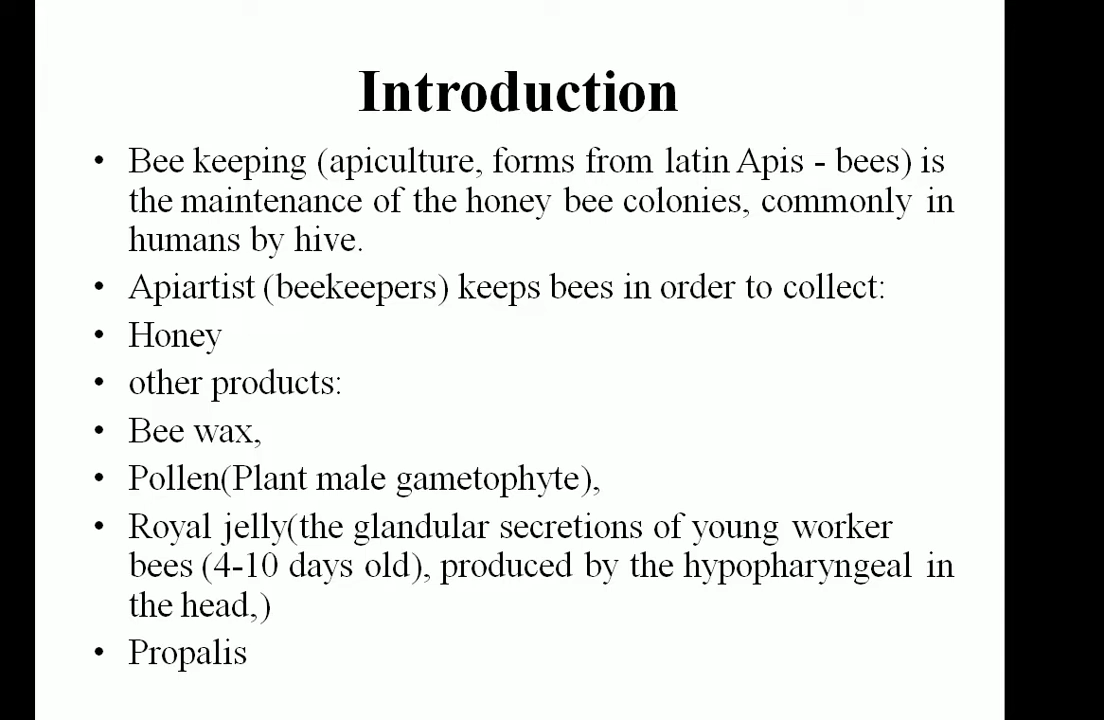 Introduction
• Bee keeping (apiculture, forms from latin Apis - bees) is
the maintenance of the honey bee colonies, commonly in
humans by hive.
• Apiartist (beekeepers) keeps bees in order to collect:
• Honey
• other products:
• Bee wax,
• Pollen(Plant male gametophyte),
• Royal jelly(the glandular secretions of young worker
bees (4-10 days old), produced by the hypopharyngeal in
the head,)
• Propalis